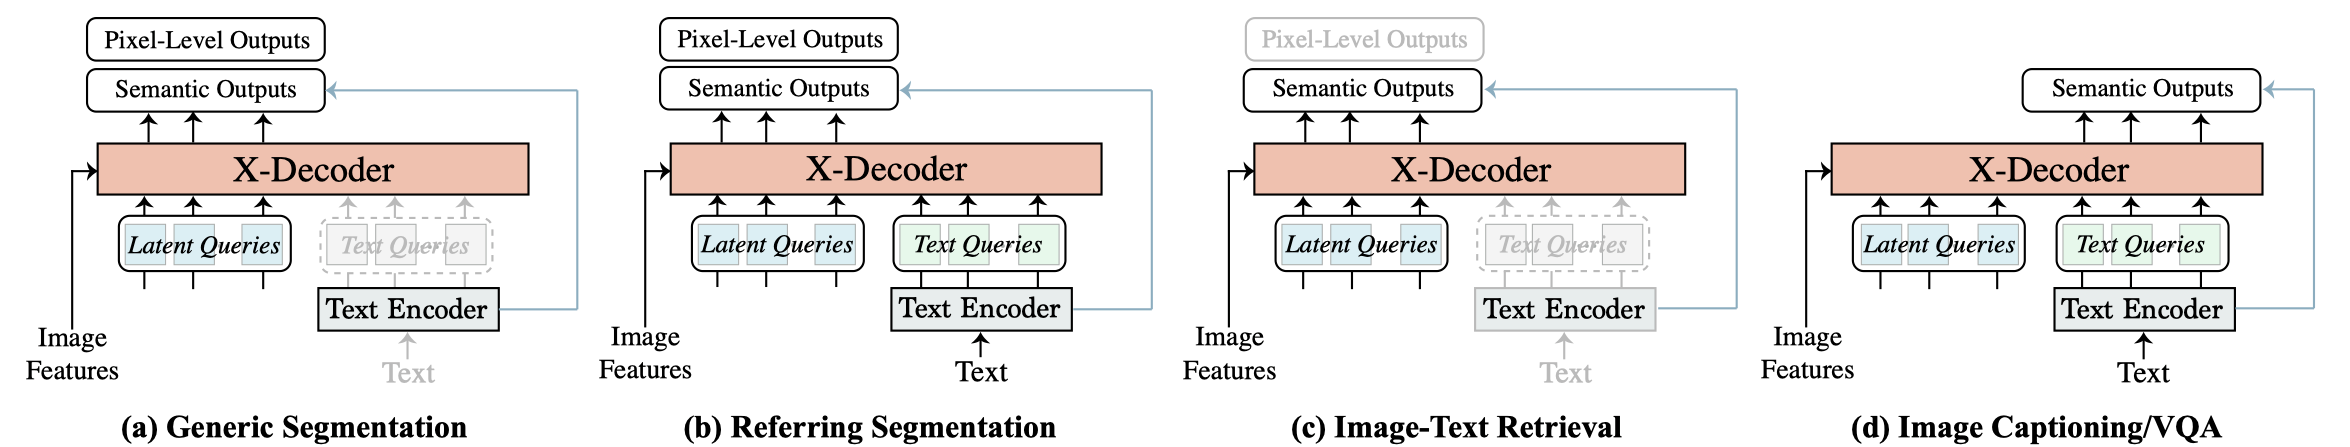 Pixel-Level Outputs
Semantic Outputs
X-Decoder
Latent Queries
Text Queries
Text Encoder
Image
Features
Text
(a) Generic Segmentation
Pixel-Level Outputs
Semantic Outputs
X-Decoder
Latent Queries
Text Queries
Text Encoder
Image
Features
Text
(b) Referring Segmentation
Pixel-Level Outputs
Semantic Outputs
X-Decoder
Latent Queries
Text Queries
Text Encoder
Image
Features
Text
(c) Image-Text Retrieval
Semantic Outputs
X-Decoder
Latent Queries
Text Queries
Text Encoder
Image
Features
Text
(d) Image Captioning/VQA